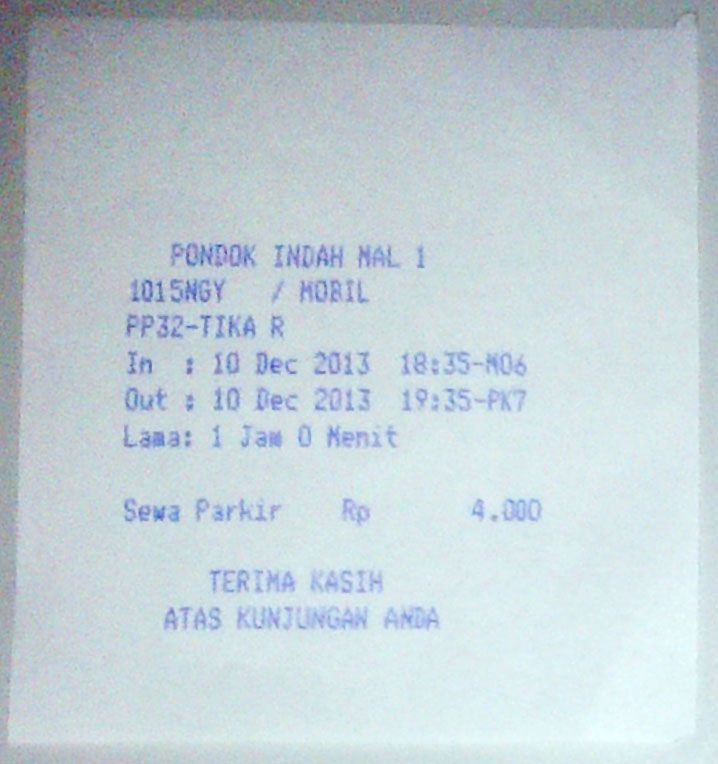 PONDOK INDAH MAL 1
1015NGY / MOBIL
PP32-TIKA R
In : 10 Dec 2013 18:35-M06
Out : 10 Dec 2013 19:35-PK7
Lama: 1 Jam 0 Menit
Sewa Parkir Rp 4.000
TERIMA KASIH
ATAS KUNJUNGAN ANDA